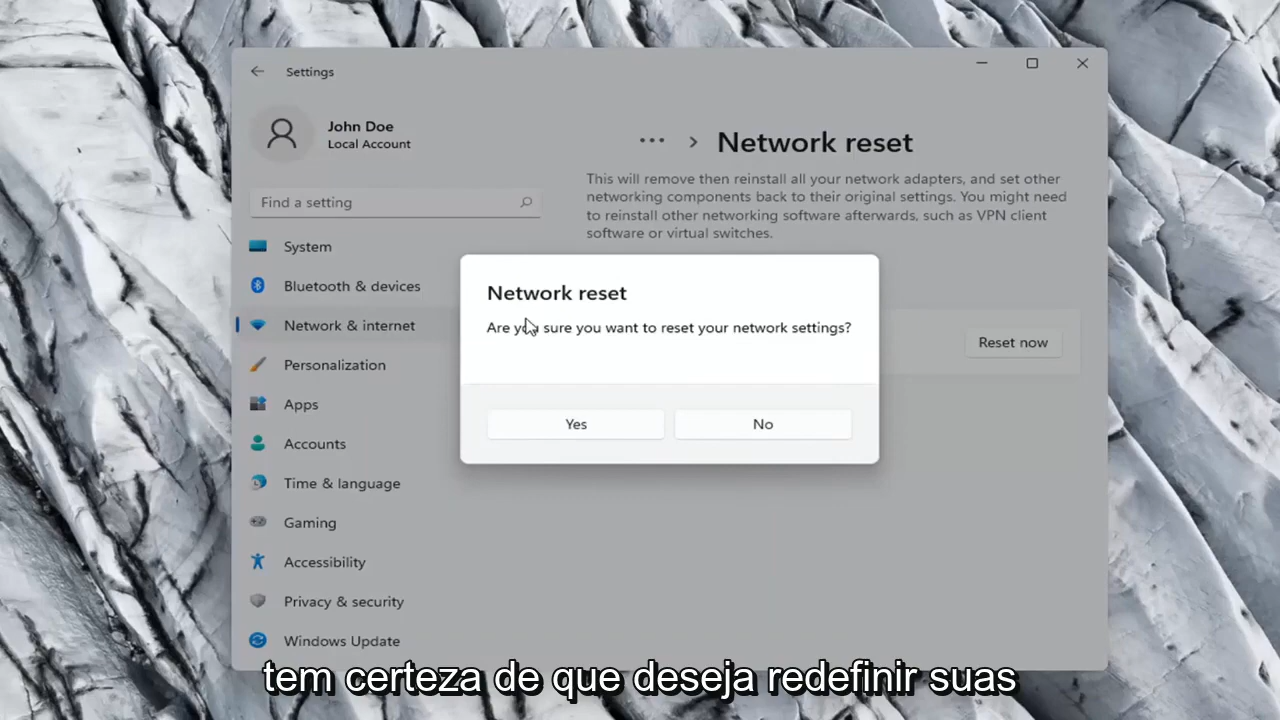 Settings
John Doe
Local Account
Find a setting
System
Bluetooth & devices
Network & internet
Personalization
Apps
Accounts
Time & language
Gaming
Accessibility
Privacy & security
Windows Update
••• > Network reset
This will remove then reinstall all your network adapters, and set other
networking components back to their original settings. You might need
to reinstall other networking software afterwards, such as VPN client
software or virtual switches.
Reset now
Network reset
Are you sure you want to reset your network settings?
Yes
No
tem certeza de que deseja redefinir suas